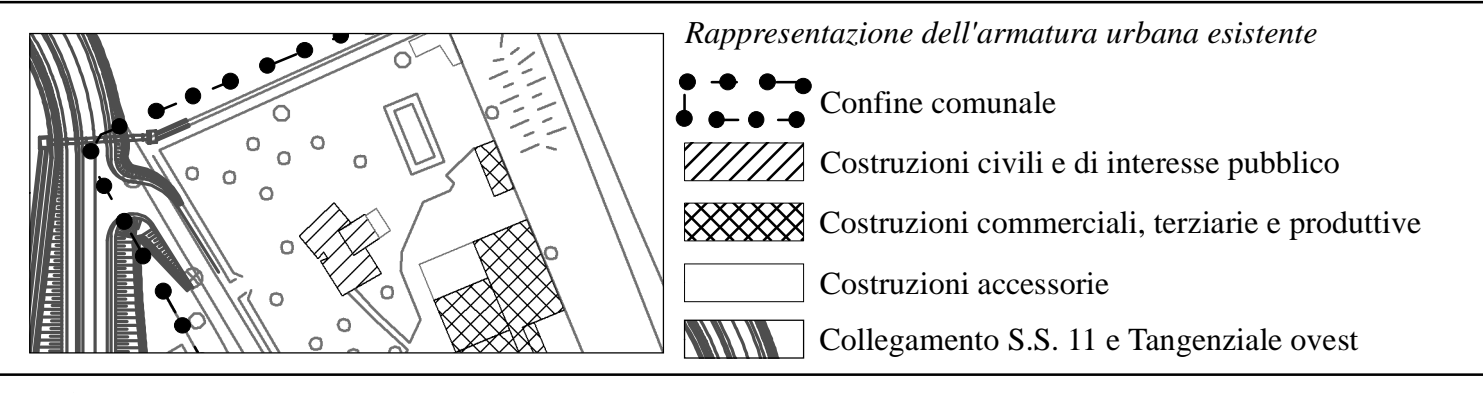 Rappresentazione dell'armatura urbana esistente
Confine comunale
Costruzioni civili e di interesse pubblico
Costruzioni commerciali, terziarie e produttive
Costruzioni accessorie
Collegamento S.S. 11 e Tangenziale ovest